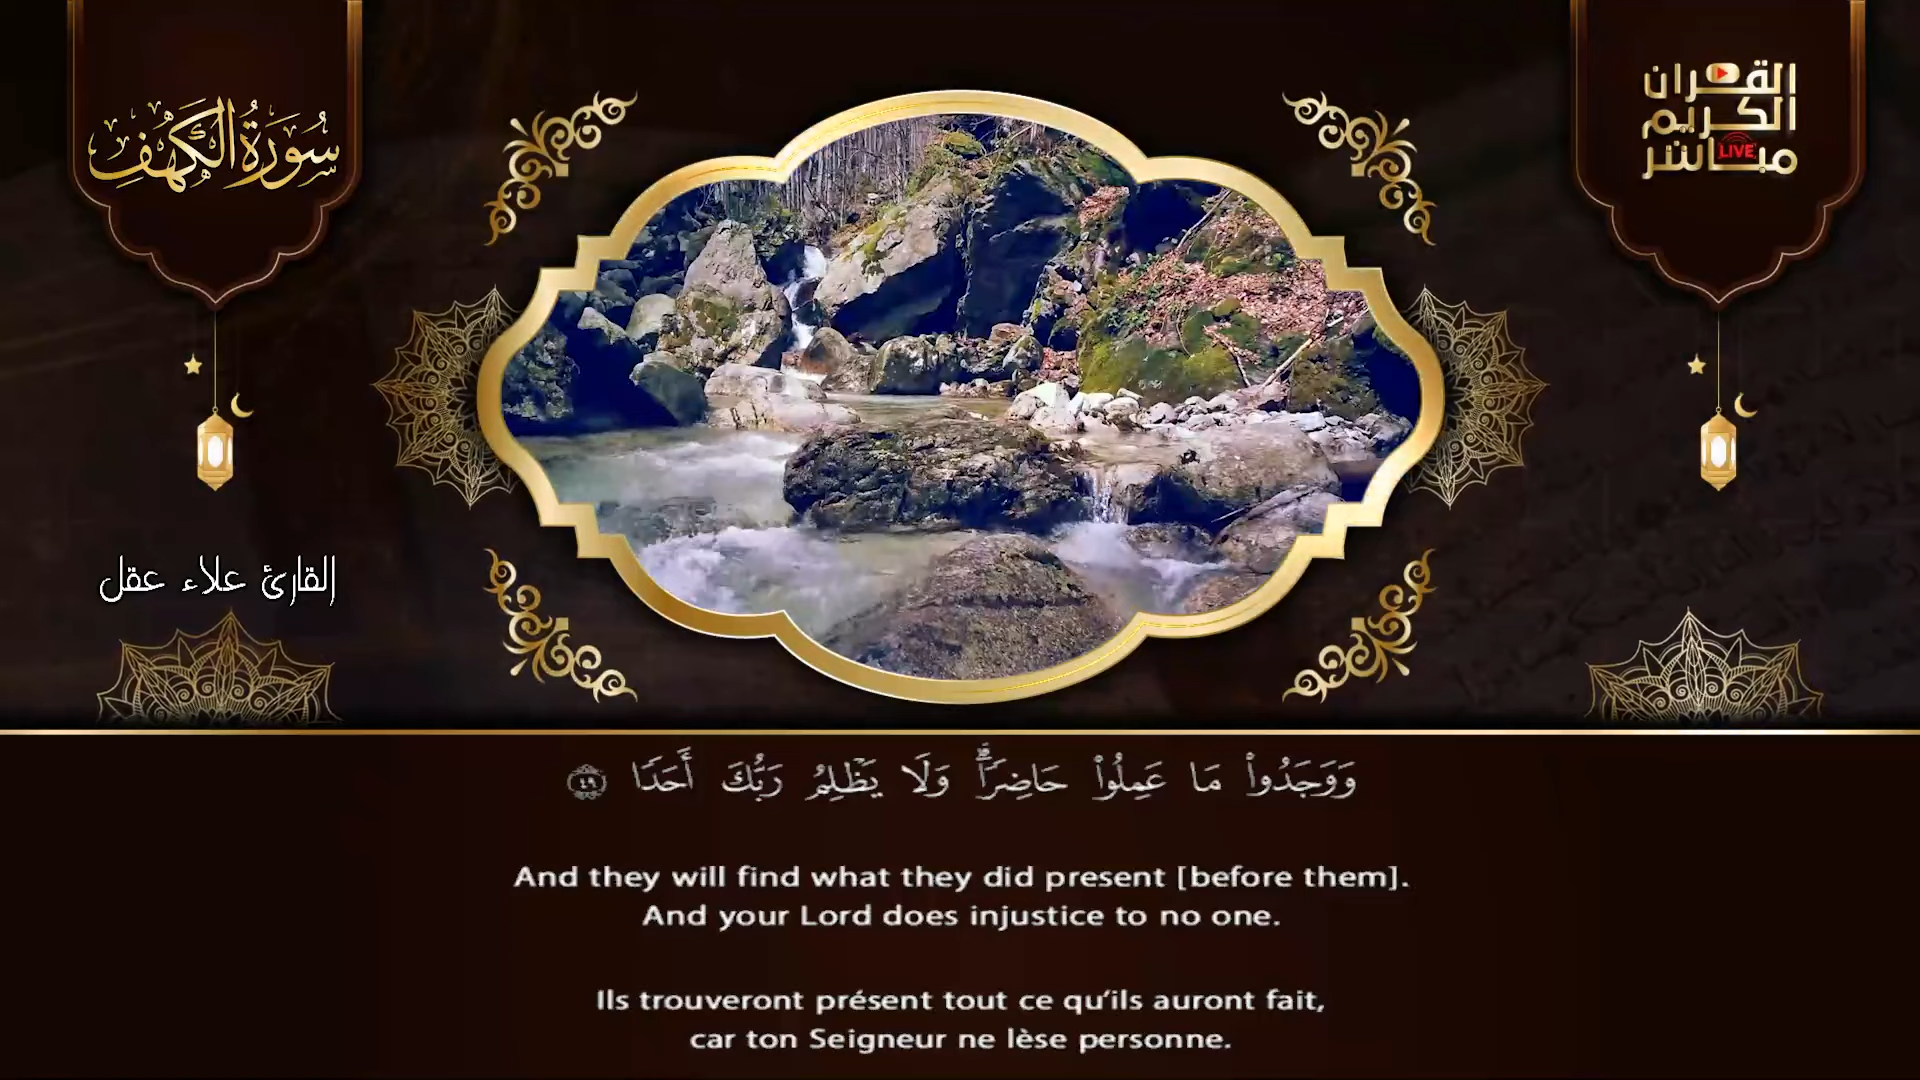 سُورَةُ الكَهْفِ
القرآن
الكريم
مباشر
LIVE
القارئ علاء عقل
وَوَجَدُوا۟ مَا عَمِلُوا۟ حَاضِرًۭا ۗ وَلَا يَظْلِمُ رَبُّكَ أَحَدًۭا ٤٩
And they will find what they did present [before them].
And your Lord does injustice to no one.
Ils trouveront présent tout ce qu’ils auront fait,
car ton Seigneur ne lèse personne.